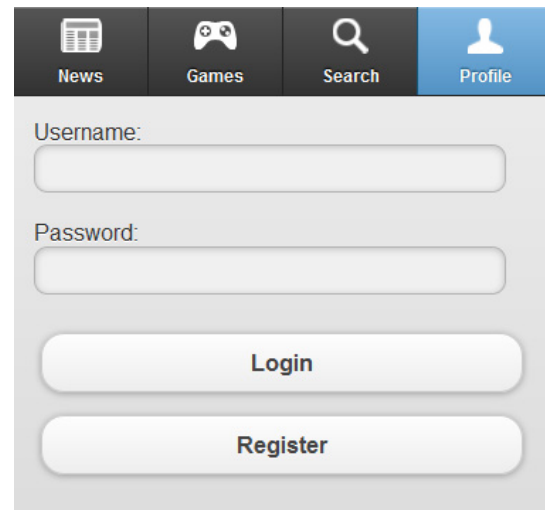 News Games Search Profile
Username:
Password:
Login
Register